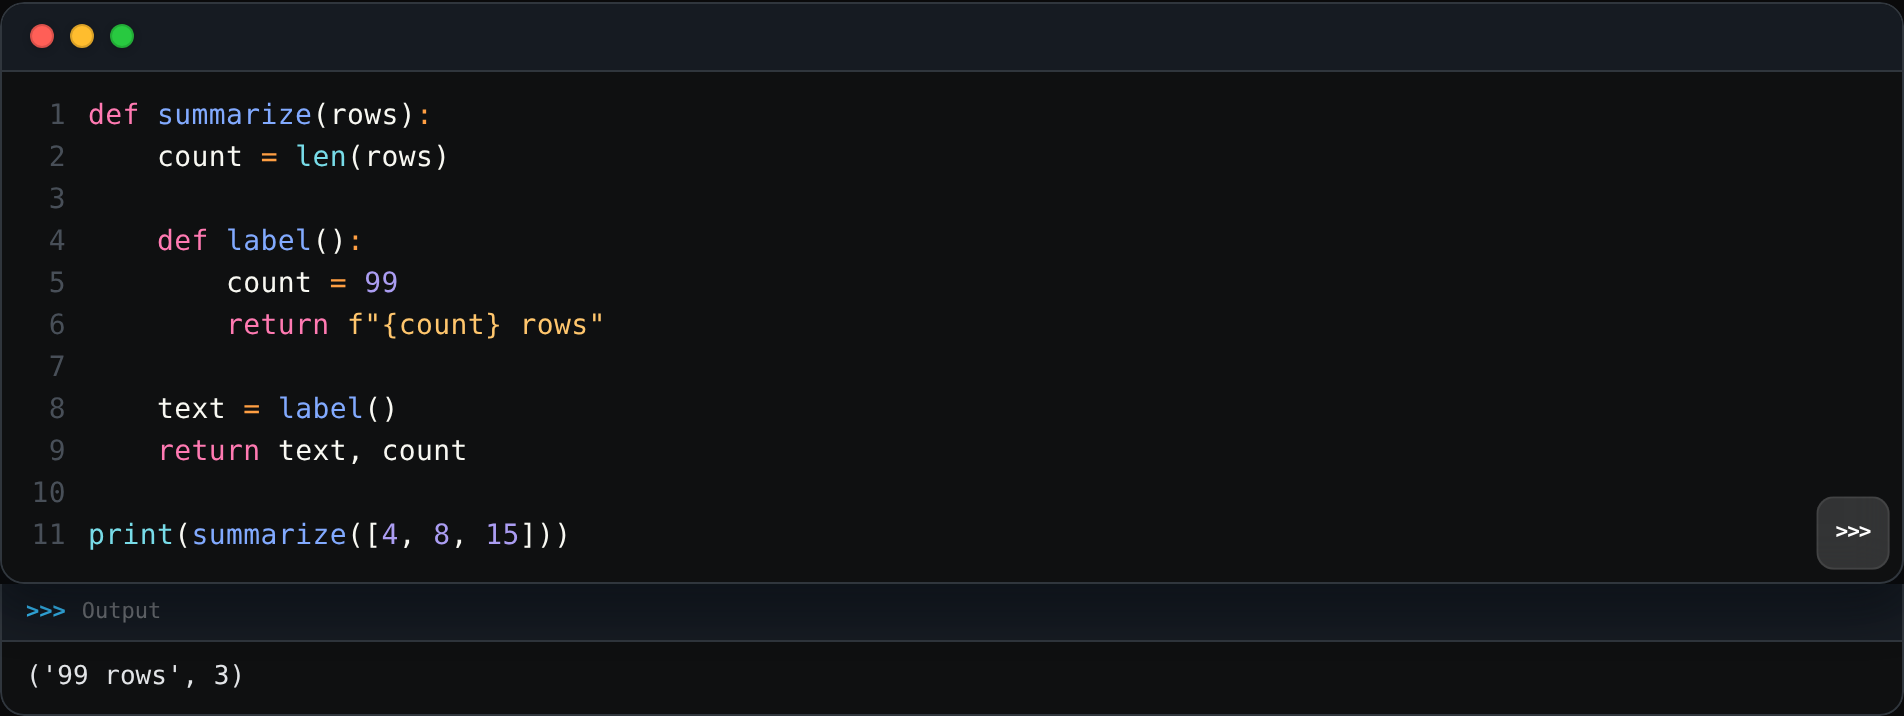 1 def summarize(rows):
2     count = len(rows)
3
4     def label():
5         count = 99
6         return f"{count} rows"
7
8     text = label()
9     return text, count
10
11 print(summarize([4, 8, 15]))
>>>
>>> Output
('99 rows', 3)